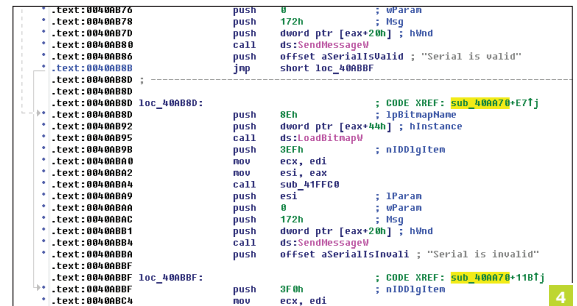 .text:0040AB76 push 0 ; wParam
.text:0040AB78 push 172h ; Msg
.text:0040AB7D push dword ptr [eax+20h] ; hWnd
.text:0040AB80 call ds:SendMessageW
.text:0040AB86 push offset aSerialIsValid ; "Serial is valid"
.text:0040AB8B jmp short loc_40ABBF
.text:0040AB8D ; ---------------------------------------------------------------------------
.text:0040AB8D
.text:0040AB8D loc_40AB8D: ; CODE XREF: sub_40AA70+E7↑j
.text:0040AB8D push 8Eh ; lpBitmapName
.text:0040AB92 push dword ptr [eax+44h] ; hInstance
.text:0040AB95 call ds:LoadBitmapW
.text:0040AB9B push 3EFh ; nIDDlgItem
.text:0040ABA0 mov ecx, edi
.text:0040ABA2 mov esi, eax
.text:0040ABA4 call sub_41FFC0
.text:0040ABA9 push esi ; lParam
.text:0040ABAA push 0 ; wParam
.text:0040ABAC push 172h ; Msg
.text:0040ABB1 push dword ptr [eax+20h] ; hWnd
.text:0040ABB4 call ds:SendMessageW
.text:0040ABBA push offset aSerialIsInvali ; "Serial is invalid"
.text:0040ABBF
.text:0040ABBF loc_40ABBF: ; CODE XREF: sub_40AA70+11B↑j
.text:0040ABBF push 3F0h ; nIDDlgItem
.text:0040ABC4 mov ecx, edi
4